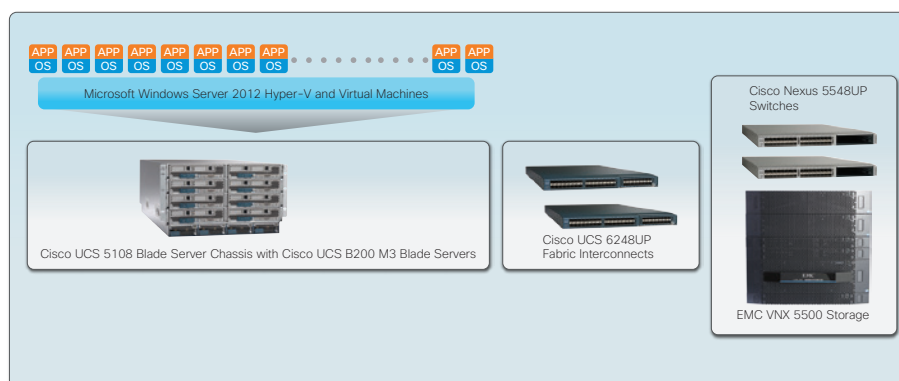 APP APP APP APP APP APP APP APP APP APP
OS OS OS OS OS OS OS OS OS OS
Microsoft Windows Server 2012 Hyper-V and Virtual Machines
Cisco UCS 5108 Blade Server Chassis with Cisco UCS B200 M3 Blade Servers
Cisco UCS 6248UP
Fabric Interconnects
Cisco Nexus 5548UP
Switches
EMC
EMC VNX 5500 Storage